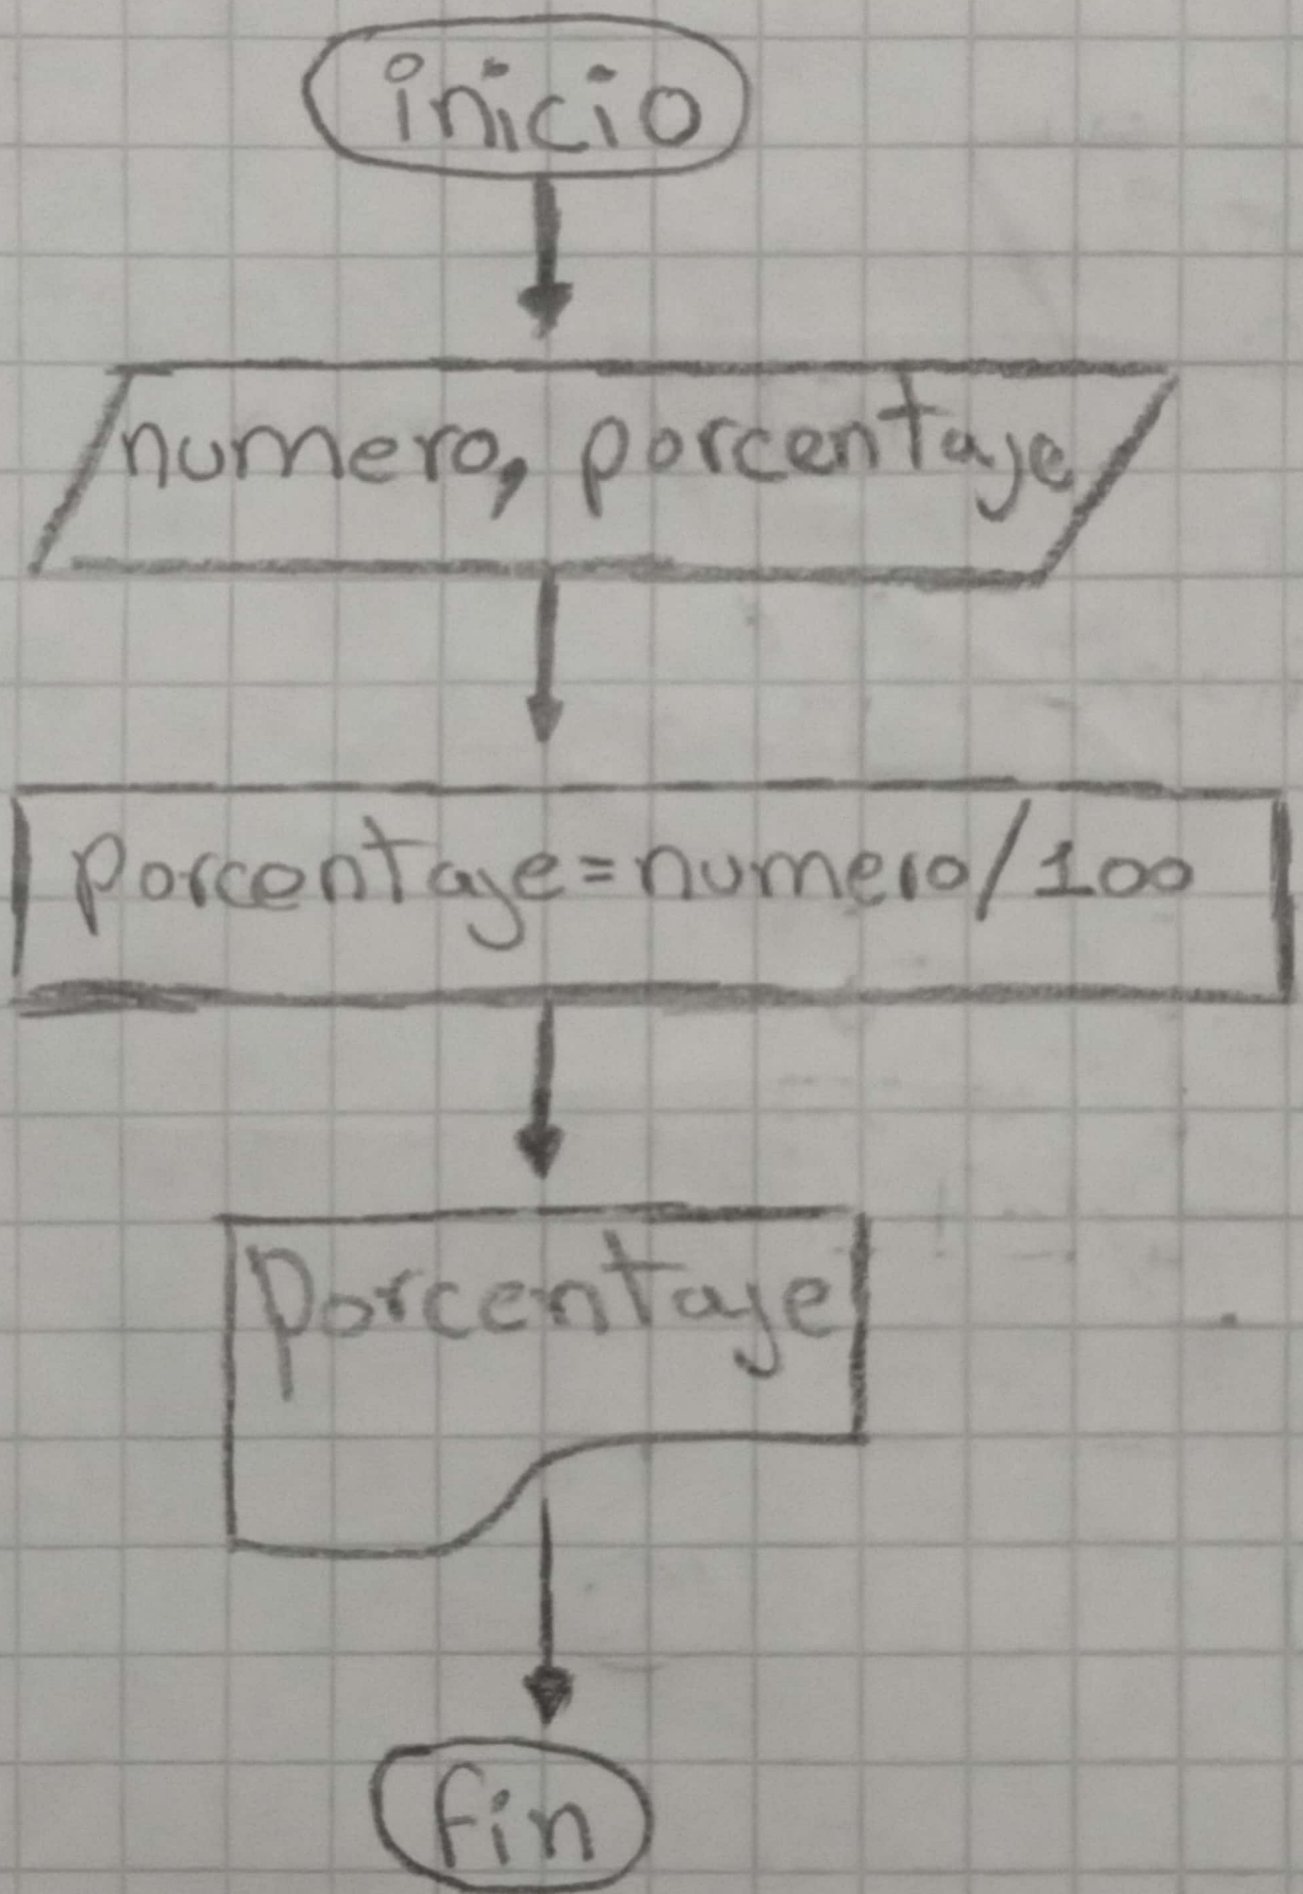 inicio
numero, porcentaje
porcentaje=numero/100
porcentaje
fin